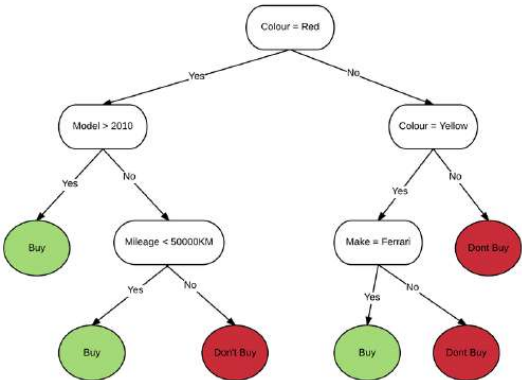 Colour = Red
Yes
No
Model > 2010
Colour = Yellow
Yes
No
Yes
No
Buy
Mileage < 50000KM
Make = Ferrari
Dont Buy
Yes
No
Yes
No
Buy
Don't Buy
Buy
Dont Buy